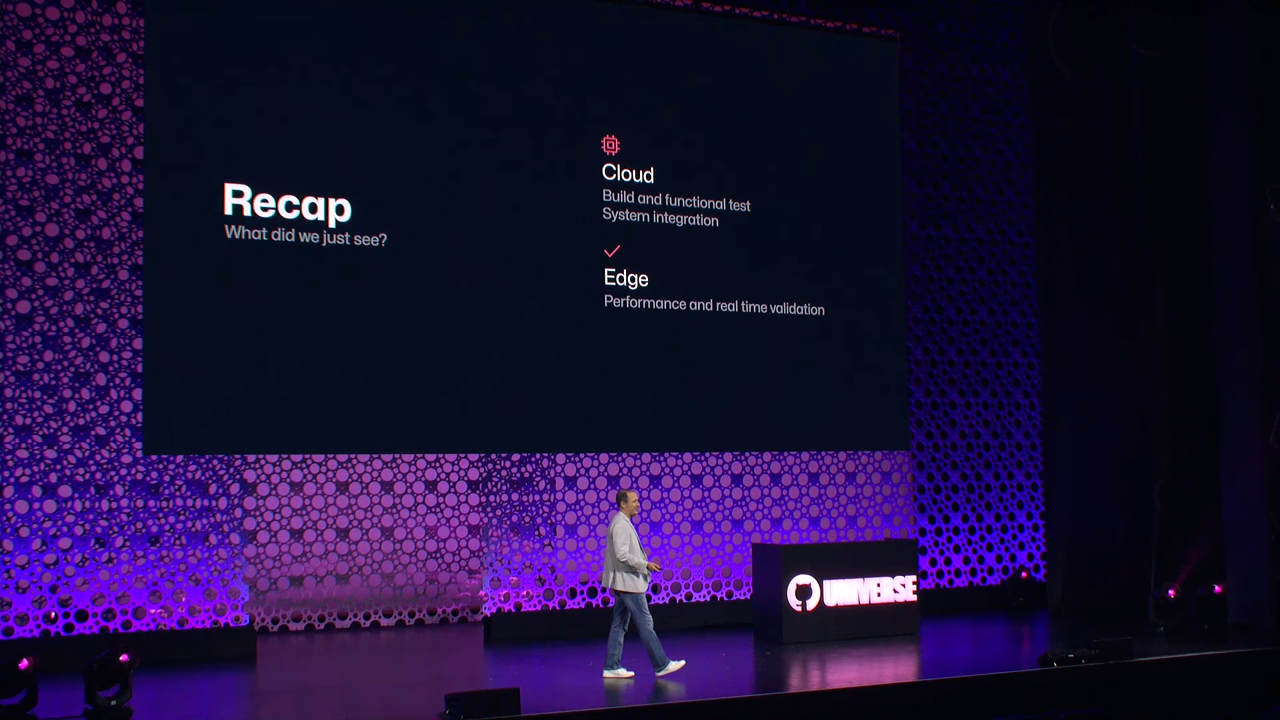 Recap
What did we just see?
Cloud
Build and functional test
System integration
Edge
Performance and real time validation
UNIVERSE